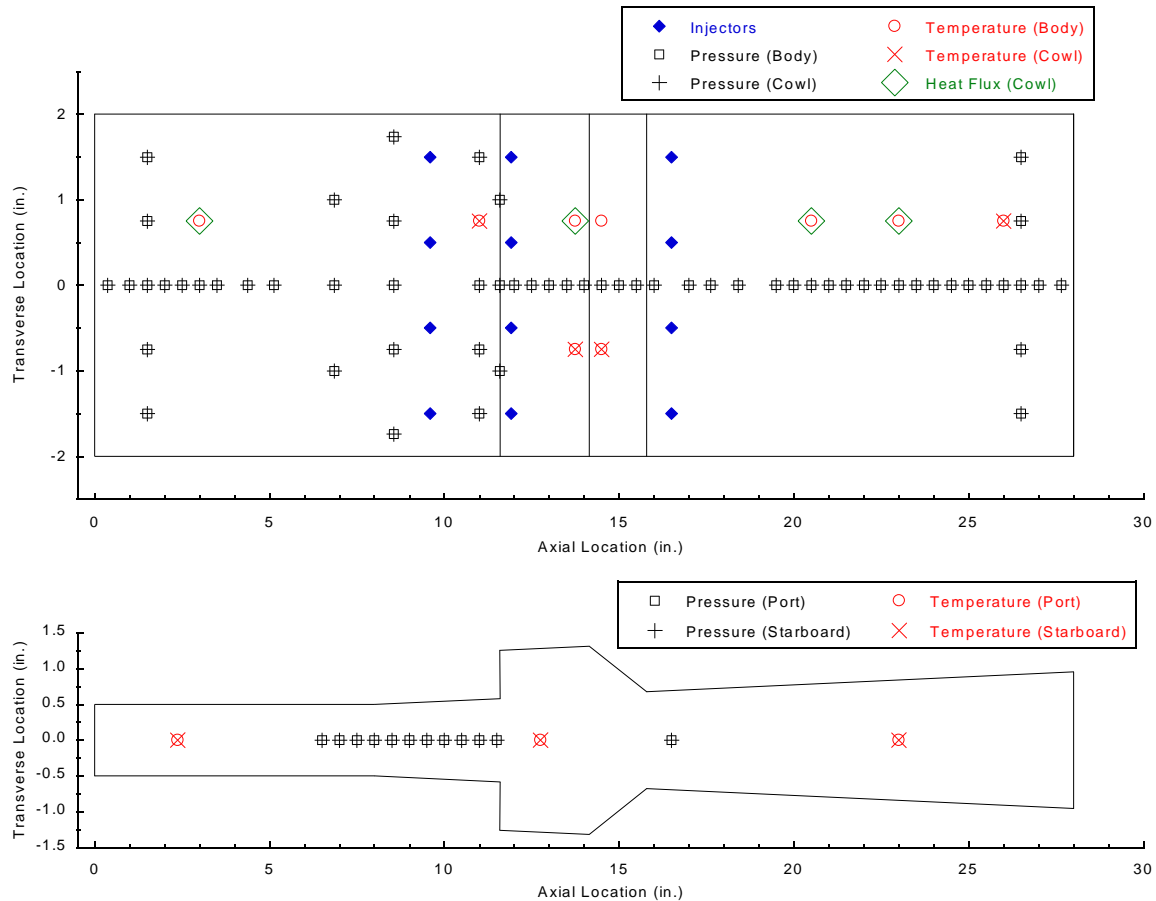 Injectors Temperature (Body)
Pressure (Body) Temperature (Cowl)
Pressure (Cowl) Heat Flux (Cowl)
2
1
0
-1
-2
Transverse Location (in.)
0 5 10 15 20 25 30
Axial Location (in.)
Pressure (Port) Temperature (Port)
Pressure (Starboard) Temperature (Starboard)
1.5
1.0
0.5
0.0
-0.5
-1.0
-1.5
Transverse Location (in.)
0 5 10 15 20 25 30
Axial Location (in.)